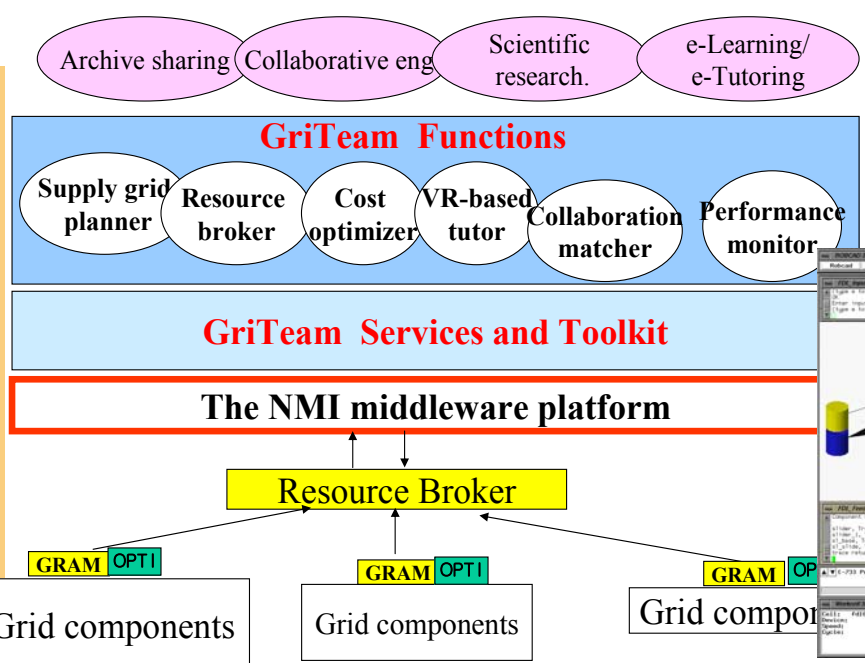 Archive sharing
Collaborative eng
Scientific
research.
e-Learning/
e-Tutoring
GriTeam Functions
Supply grid
planner
Resource
broker
Cost
optimizer
VR-based
tutor
Collaboration
matcher
Performance
monitor
GriTeam Services and Toolkit
The NMI middleware platform
Resource Broker
GRAM OPTI
GRAM OPTI
GRAM OP
Grid components
Grid components
Grid compon